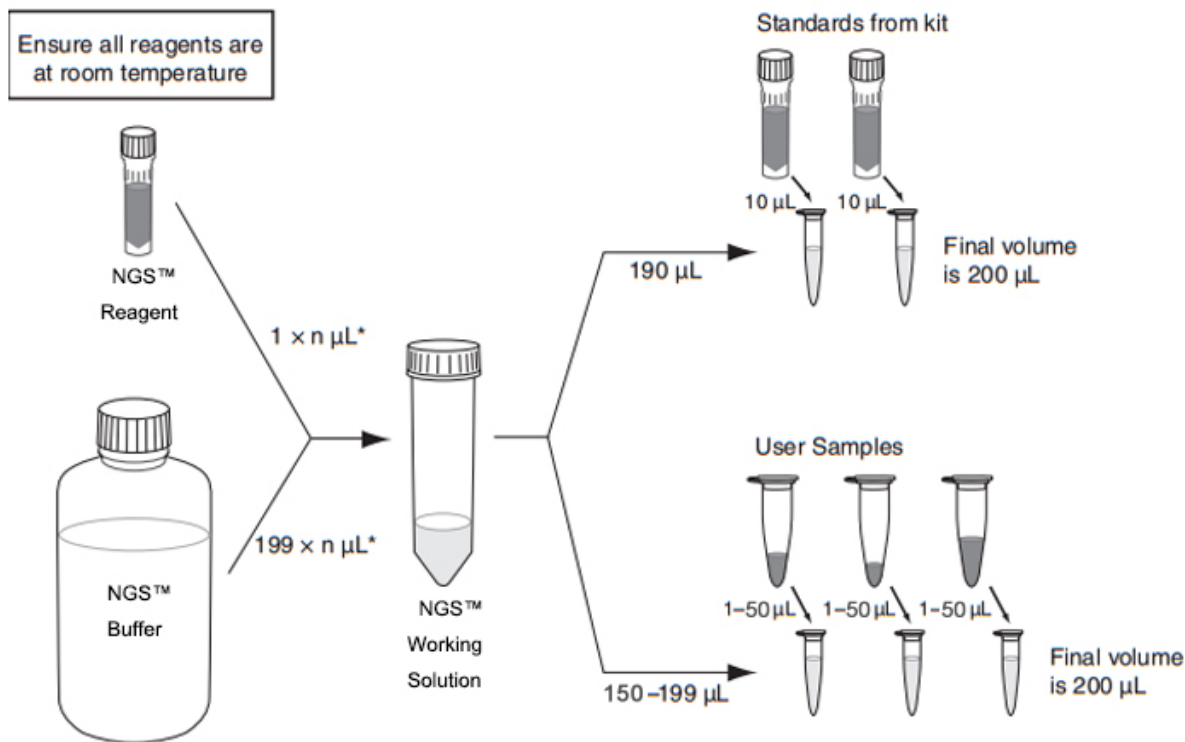 Ensure all reagents are
at room temperature
NGS™
Reagent
1 × n µL*
NGS™
Buffer
199 × n µL*
NGS™
Working
Solution
Standards from kit
10 µL
10 µL
190 µL
Final volume
is 200 µL
User Samples
1–50 µL
1–50 µL
1–50 µL
150–199 µL
Final volume
is 200 µL